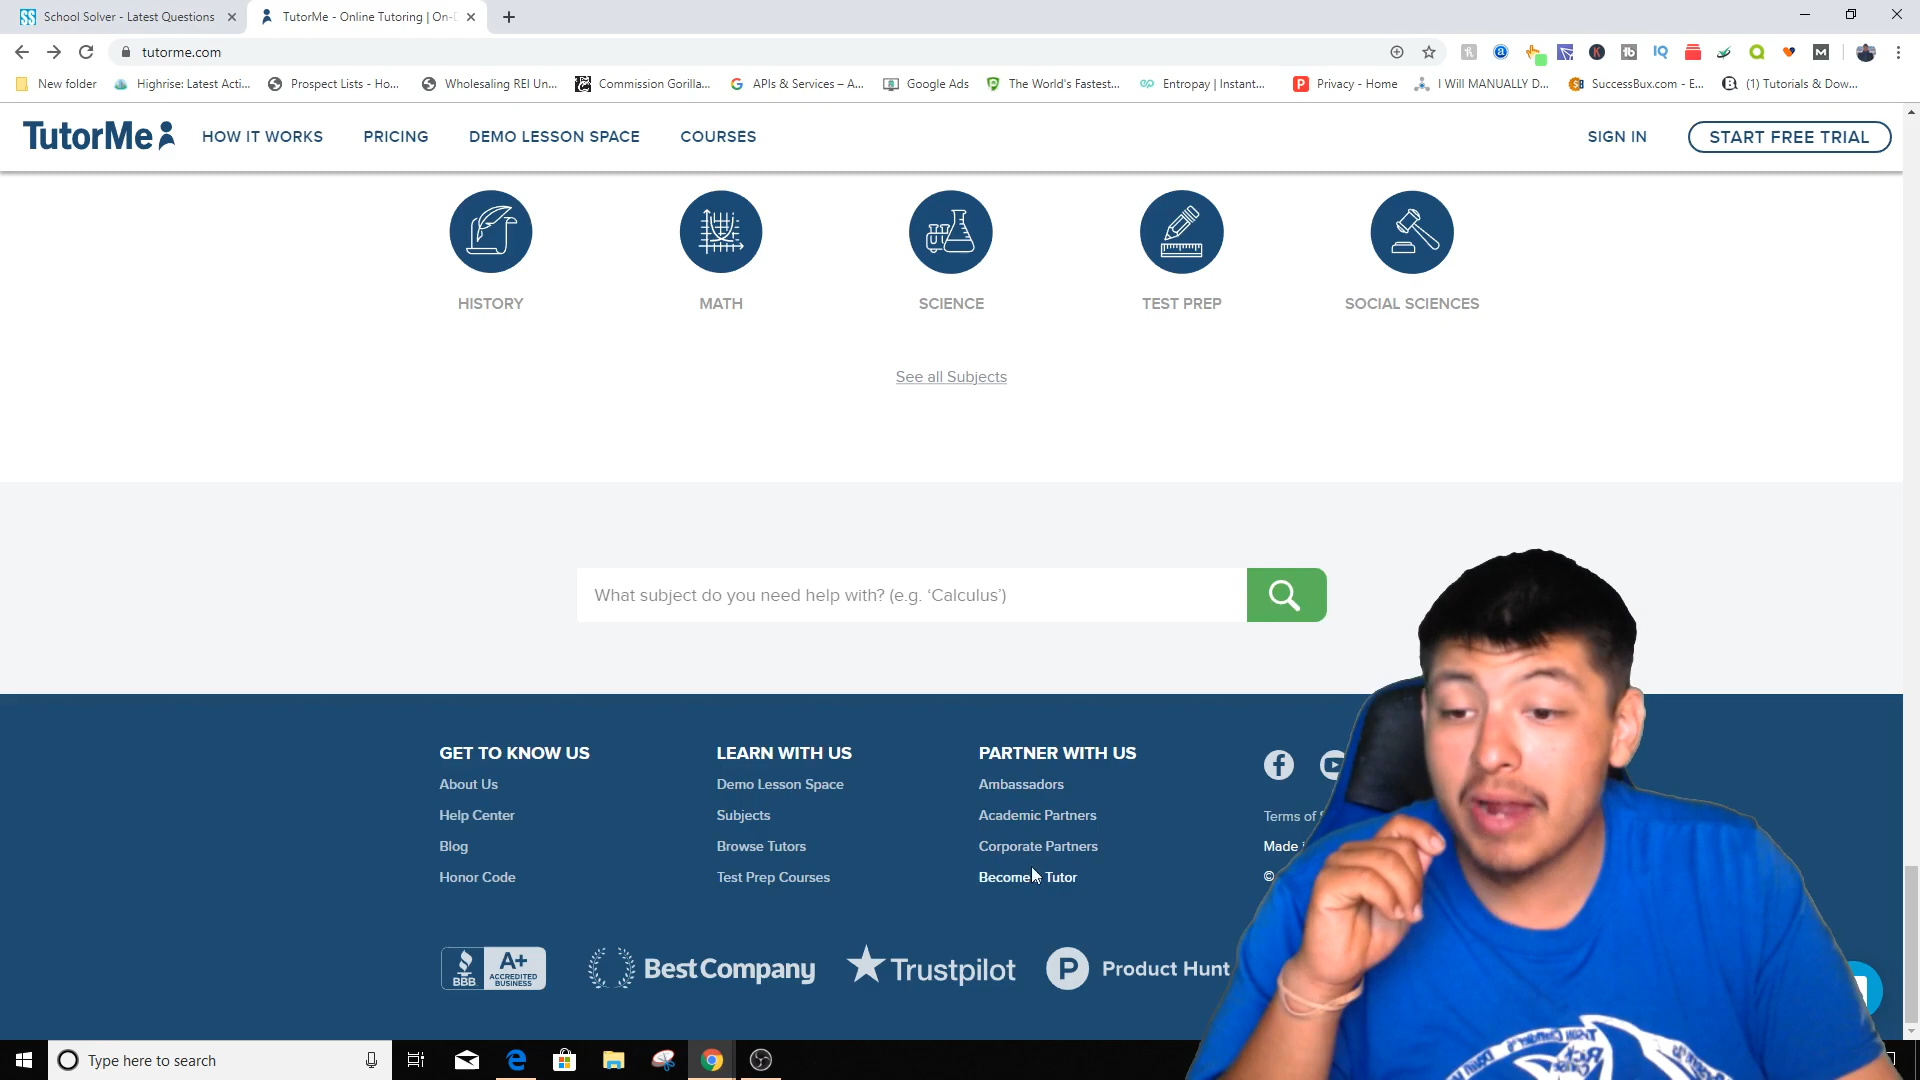 School Solver - Latest Questions
TutorMe - Online Tutoring | On-D
tutorme.com
New folder
Highrise: Latest Acti...
Prospect Lists - Ho...
Wholesaling REI Un...
Commission Gorilla...
APIs & Services – A...
Google Ads
The World's Fastest...
Entropay | Instant...
Privacy - Home
I Will MANUALLY D...
SuccessBux.com - E...
(1) Tutorials & Dow...
TutorMe
HOW IT WORKS
PRICING
DEMO LESSON SPACE
COURSES
SIGN IN
START FREE TRIAL
HISTORY
MATH
SCIENCE
TEST PREP
SOCIAL SCIENCES
See all Subjects
What subject do you need help with? (e.g. ‘Calculus’)
GET TO KNOW US
About Us
Help Center
Blog
Honor Code
LEARN WITH US
Demo Lesson Space
Subjects
Browse Tutors
Test Prep Courses
PARTNER WITH US
Ambassadors
Academic Partners
Corporate Partners
Become Tutor
Terms of
Made
©
BBB
A+
ACCREDITED
BUSINESS
BestCompany
Trustpilot
P Product Hunt
Type here to search